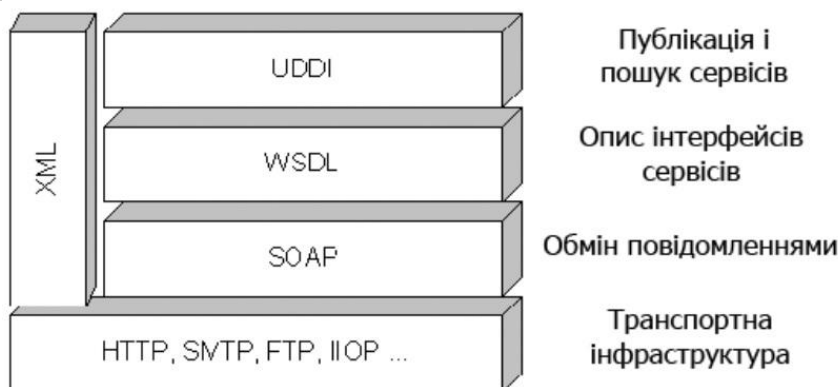 UDDI
Публікація і
пошук сервісів
XML
WSDL
Опис інтерфейсів
сервісів
SOAP
Обмін повідомленнями
HTTP, SMTP, FTP, IIOP ...
Транспортна
інфраструктура